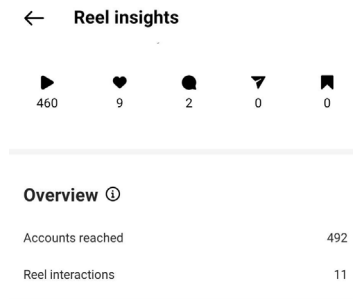 Reel insights
460 9 2 0 0
Overview
Accounts reached 492
Reel interactions 11